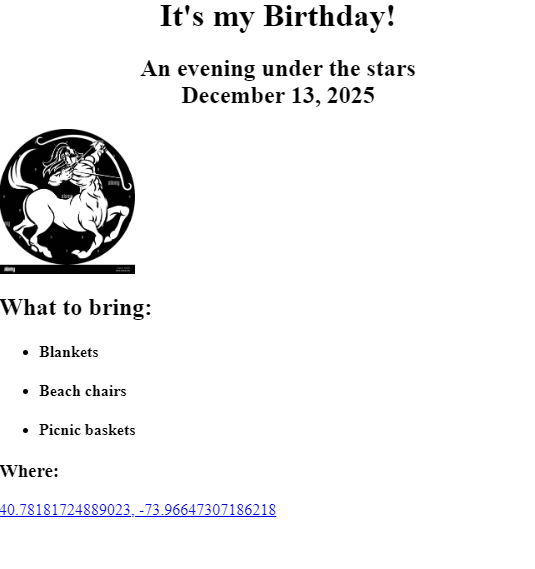 It's my Birthday!
An evening under the stars
December 13, 2025
alamy
alamy
alamy
What to bring:
Blankets
Beach chairs
Picnic baskets
Where:
40.78181724889023, -73.96647307186218